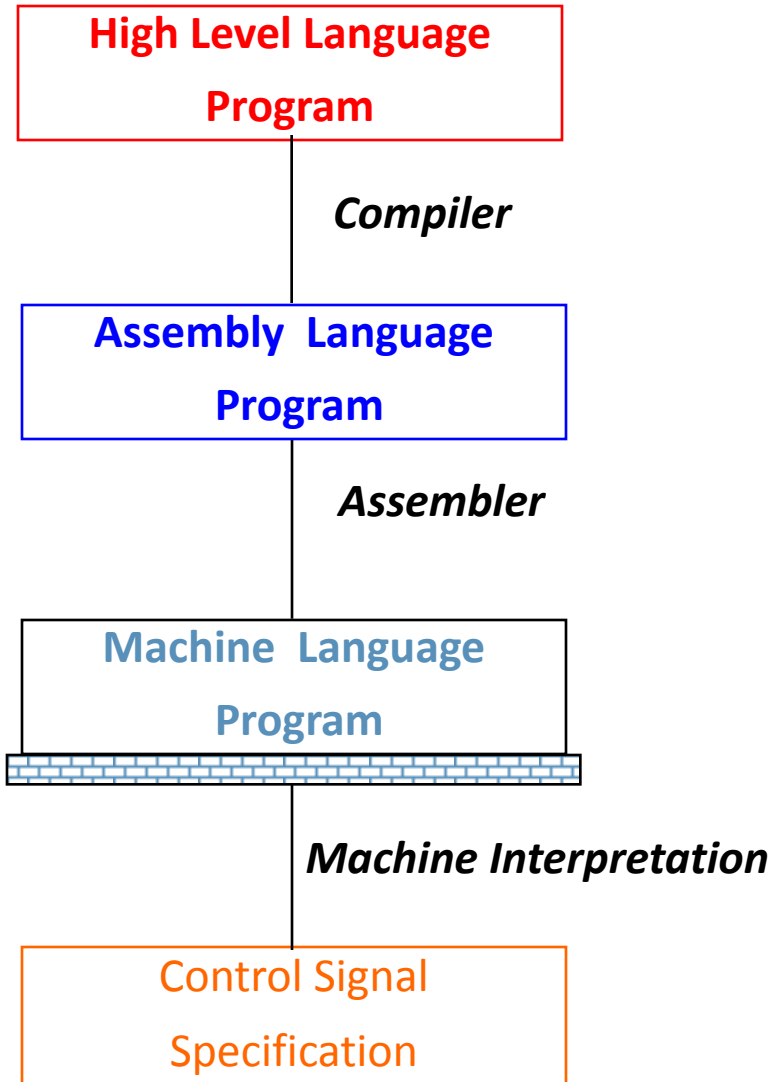 High Level Language
Program
Compiler
Assembly Language
Program
Assembler
Machine Language
Program
Machine Interpretation
Control Signal
Specification